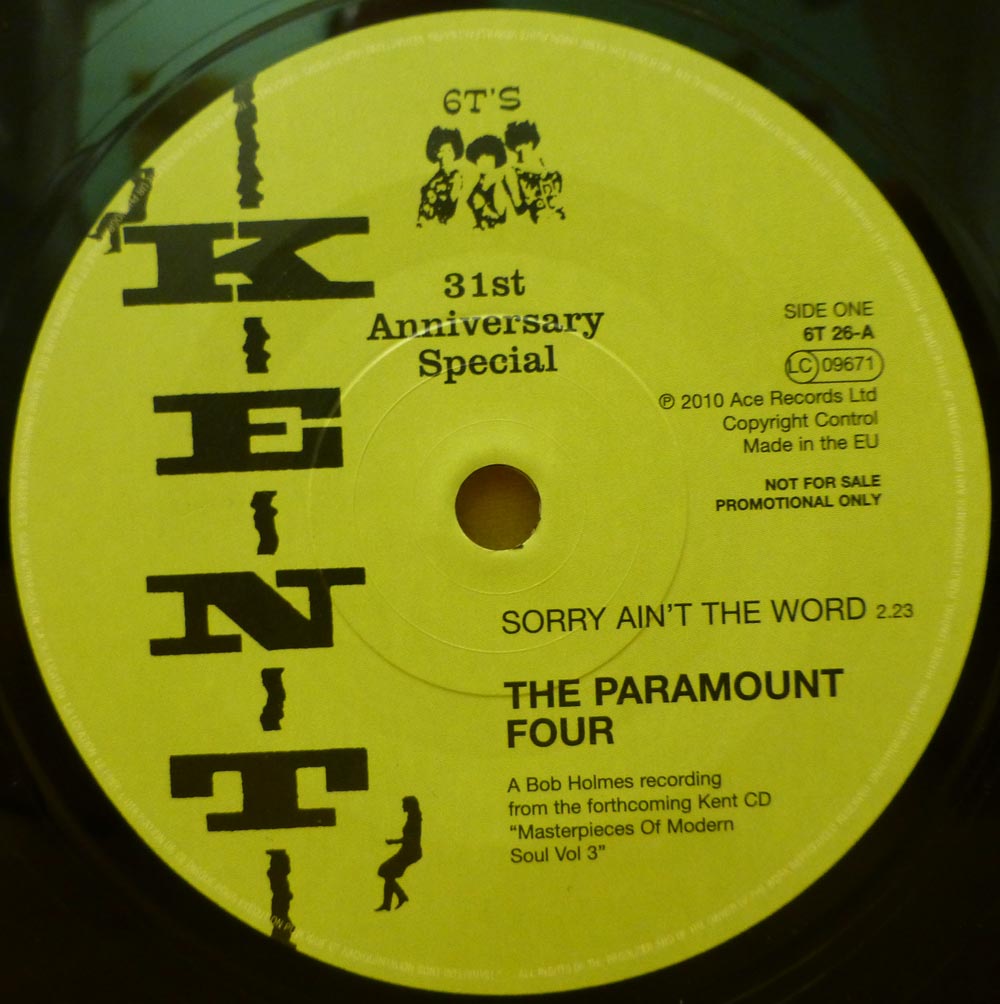 6T'S
31st
Anniversary
Special
KENT
SIDE ONE
6T 26-A
LC 09671
℗ 2010 Ace Records Ltd
Copyright Control
Made in the EU
NOT FOR SALE
PROMOTIONAL ONLY
SORRY AIN'T THE WORD 2.23
THE PARAMOUNT
FOUR
A Bob Holmes recording
from the forthcoming Kent CD
“Masterpieces Of Modern
Soul Vol 3”